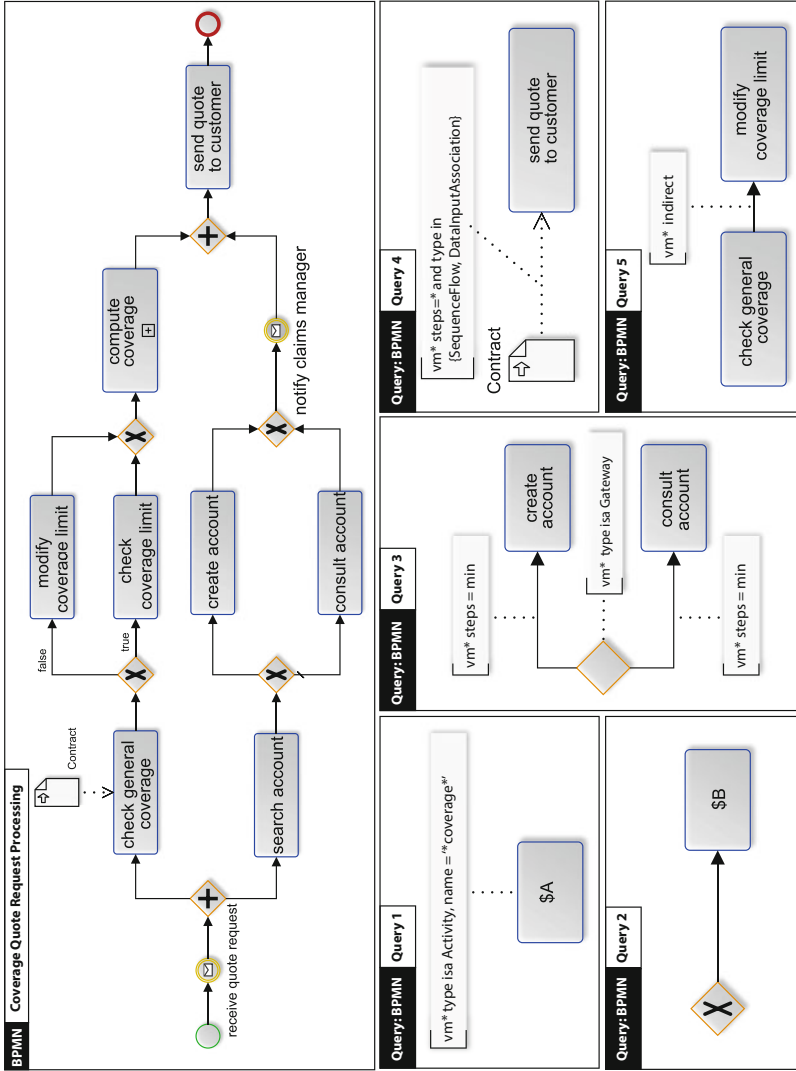 BPMN Coverage Quote Request Processing
receive quote request
Contract
check general
coverage
search account
false
true
modify
coverage limit
check
coverage limit
create account
consult account
compute
coverage
notify claims manager
send quote
to customer
Query: BPMN Query 1
vm* type isa Activity, name = '*coverage*'
$A
Query: BPMN Query 2
$B
Query: BPMN Query 3
vm* steps = min
create
account
vm* type isa Gateway
consult
account
vm* steps = min
Query: BPMN Query 4
vm* steps=* and type in
{SequenceFlow, DataInputAssociation}
Contract
send quote
to customer
Query: BPMN Query 5
vm* indirect
check general
coverage
modify
coverage limit